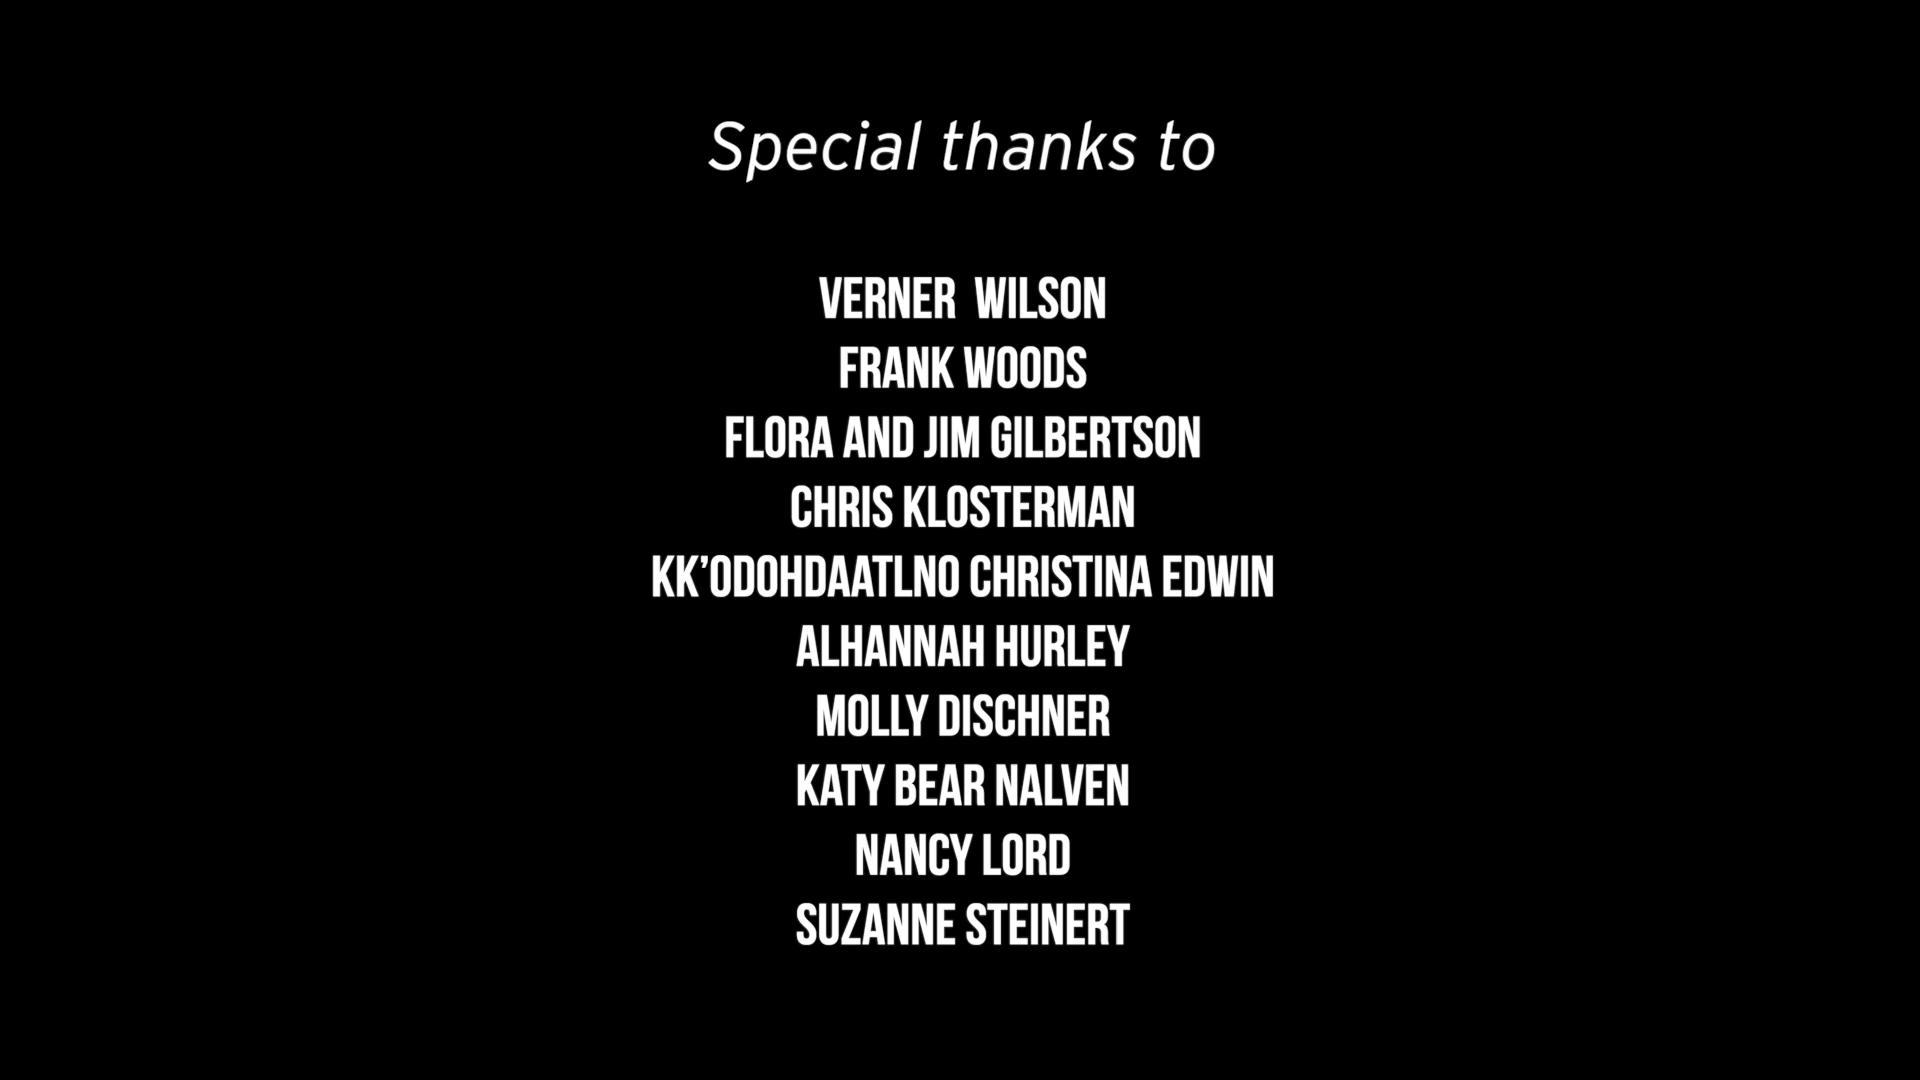 Special thanks to
VERNER  WILSON
FRANK WOODS
FLORA AND JIM GILBERTSON
CHRIS KLOSTERMAN
KK’ODOHDAATLNO CHRISTINA EDWIN
ALHANNAH HURLEY
MOLLY DISCHNER
KATY BEAR NALVEN
NANCY LORD
SUZANNE STEINERT